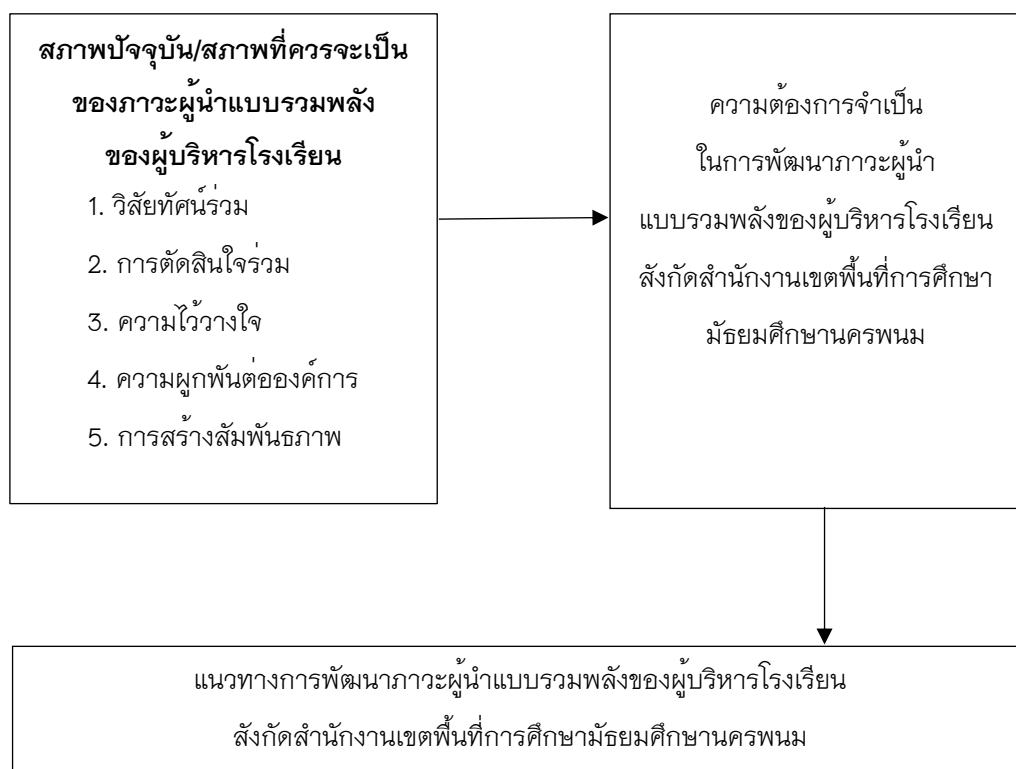 สภาพปัจจุบัน/สภาพที่ควรจะเป็น
ของภาวะผู้นำแบบรวมพลัง
ของผู้บริหารโรงเรียน
1. วิสัยทัศน์ร่วม
2. การตัดสินใจร่วม
3. ความไว้วางใจ
4. ความผูกพันต่อองค์การ
5. การสร้างสัมพันธภาพ
ความต้องการจำเป็น
ในการพัฒนาภาวะผู้นำ
แบบรวมพลังของผู้บริหารโรงเรียน
สังกัดสำนักงานเขตพื้นที่การศึกษา
มัธยมศึกษานครพนม
แนวทางการพัฒนาภาวะผู้นำแบบรวมพลังของผู้บริหารโรงเรียน
สังกัดสำนักงานเขตพื้นที่การศึกษามัธยมศึกษานครพนม